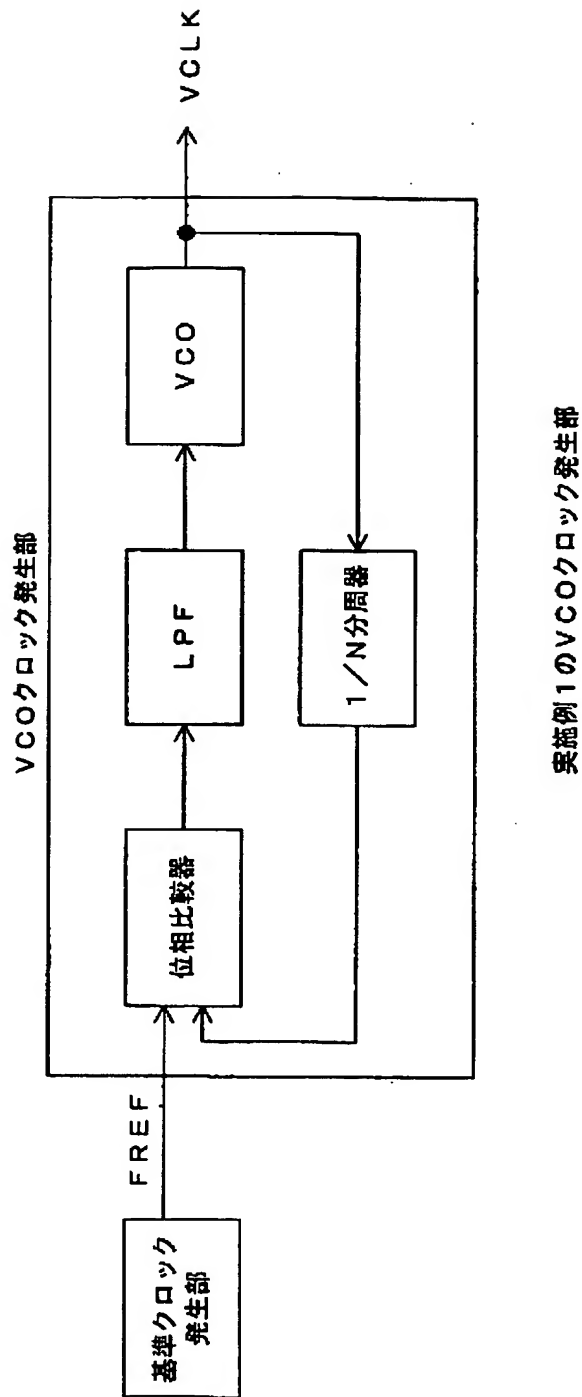 VCOクロック発生部
基準クロック
発生部
FREF
位相比較器
LPF
VCO
VCLK
1/N分周器
実施例1のVCOクロック発生部